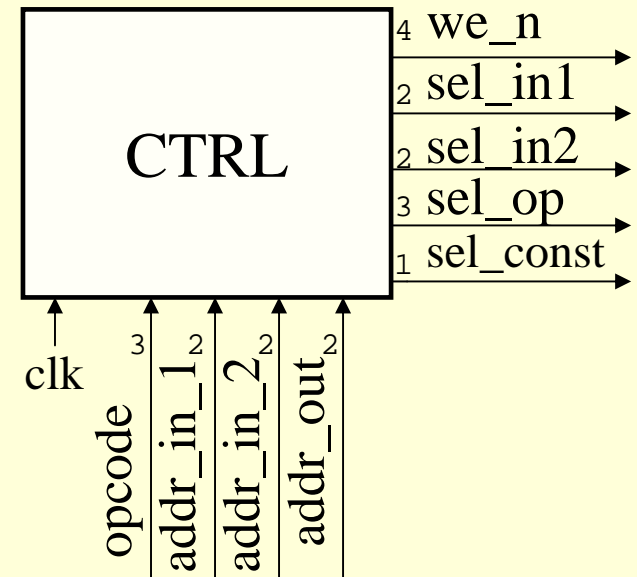 4 we_n
2 sel_in1
CTRL
2 sel_in2
3 sel_op
1 sel_const
3 2 2 2
clk
opcode
addr_in_1
addr_in_2
addr_out